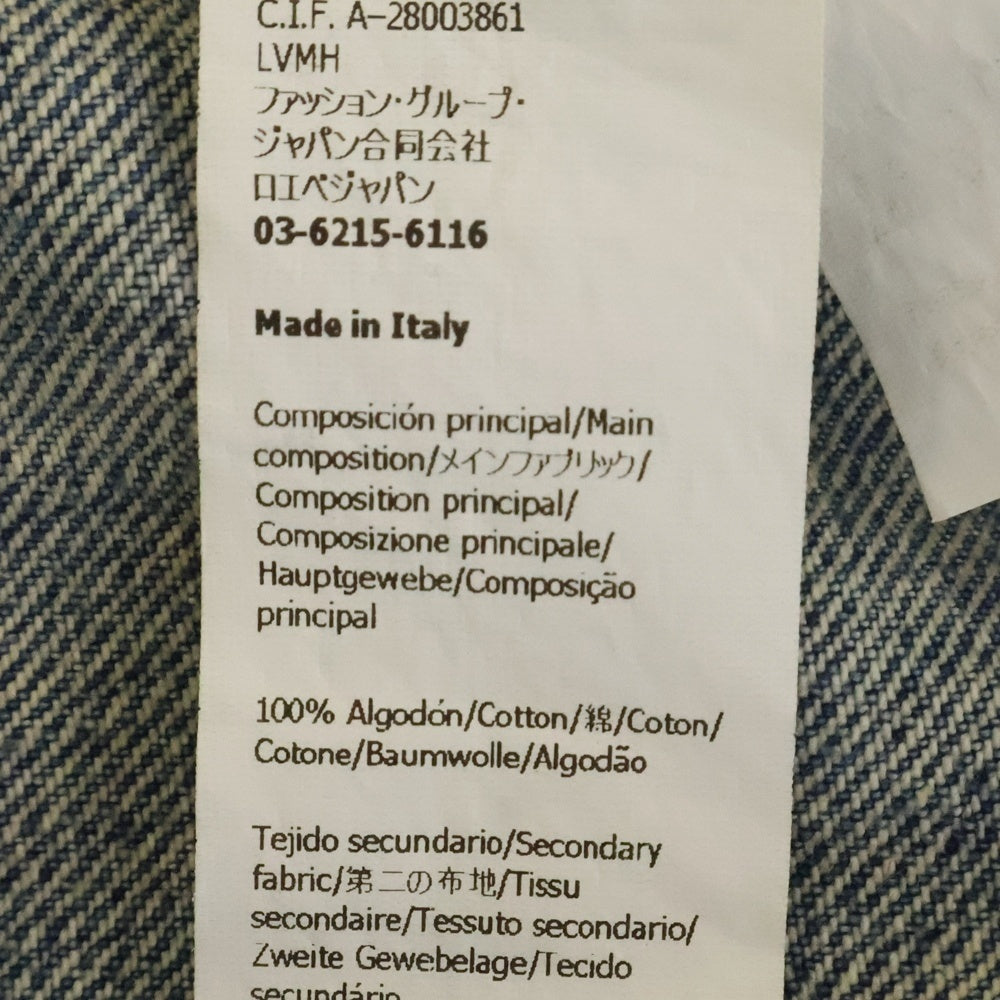 C.I.F. A-28003861
LVMH
ファッション・グループ・
ジャパン合同会社
ロエベジャパン
03-6215-6116
Made in Italy
Composición principal/Main
composition/メインファブリック/
Composition principal/
Composizione principale/
Hauptgewebe/Composição
principal
100% Algodón/Cotton/綿/Coton/
Cotone/Baumwolle/Algodão
Tejido secundario/Secondary
fabric/第二の布地/Tissu
secondaire/Tessuto secondario/
Zweite Gewebelage/Tecido
secundário